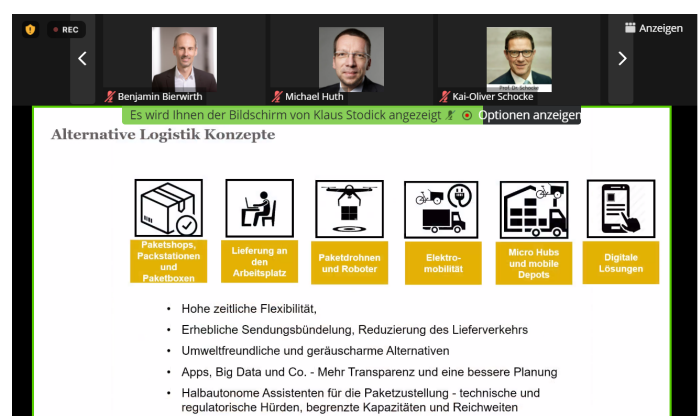 REC
Anzeigen
Benjamin Bierwirth
Michael Huth
Prof. Dr. Schocke
Kai-Oliver Schocke
Es wird Ihnen der Bildschirm von Klaus Stodick angezeigt
Optionen anzeigen
Alternative Logistik Konzepte
Paketshops,
Packstationen
und
Paketboxen
Lieferung an
den
Arbeitsplatz
Paketdrohnen
und Roboter
Elektro-
mobilität
Micro Hubs
und mobile
Depots
Digitale
Lösungen
• Hohe zeitliche Flexibilität,
• Erhebliche Sendungsbündelung, Reduzierung des Lieferverkehrs
• Umweltfreundliche und geräuscharme Alternativen
• Apps, Big Data und Co. - Mehr Transparenz und eine bessere Planung
• Halbautonome Assistenten für die Paketzustellung - technische und
regulatorische Hürden, begrenzte Kapazitäten und Reichweiten